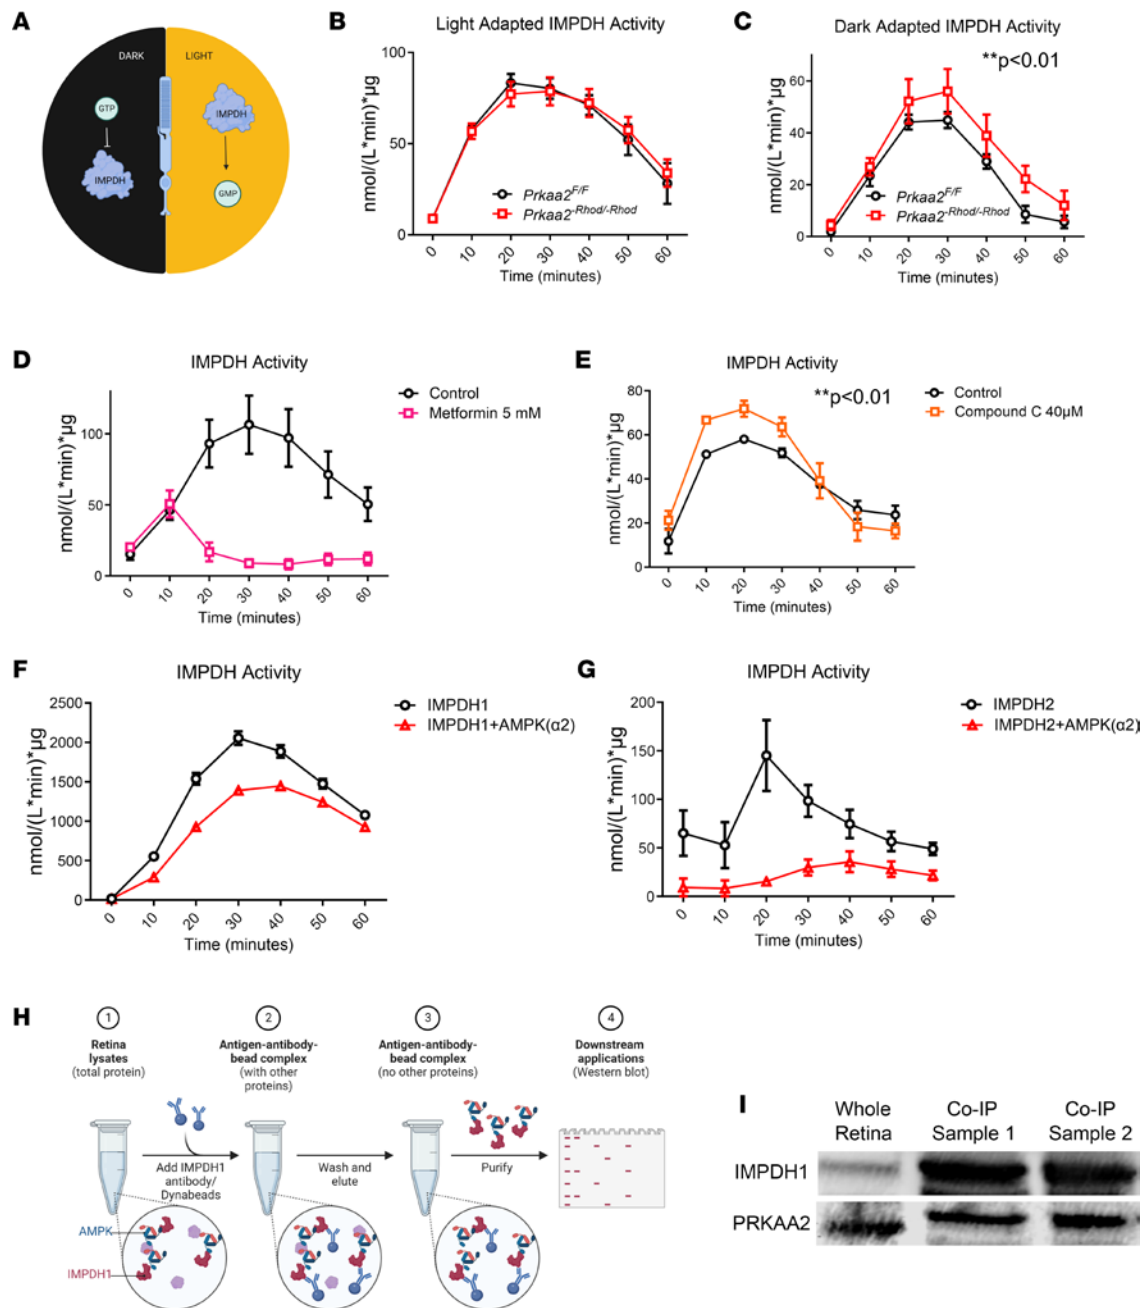 A
DARK
LIGHT
GTP
IMPDH
IMPDH
GMP
B
Light Adapted IMPDH Activity
nmol/(L*min)*µg
100
50
0
Prkaa2F/F
Prkaa2-Rhod/-Rhod
0 10 20 30 40 50 60
Time (minutes)
C
Dark Adapted IMPDH Activity
**p<0.01
nmol/(L*min)*µg
60
40
20
0
Prkaa2F/F
Prkaa2-Rhod/-Rhod
0 10 20 30 40 50 60
Time (minutes)
D
IMPDH Activity
Control
Metformin 5 mM
nmol/(L*min)*µg
100
50
0
0 10 20 30 40 50 60
Time (minutes)
E
IMPDH Activity
**p<0.01
Control
Compound C 40µM
nmol/(L*min)*µg
80
60
40
20
0
0 10 20 30 40 50 60
Time (minutes)
F
IMPDH Activity
IMPDH1
IMPDH1+AMPK(α2)
nmol/(L*min)*µg
2500
2000
1500
1000
500
0
0 10 20 30 40 50 60
Time (minutes)
G
IMPDH Activity
IMPDH2
IMPDH2+AMPK(α2)
nmol/(L*min)*µg
200
150
100
50
0
0 10 20 30 40 50 60
Time (minutes)
H
1
Retina
lysates
(total protein)
Add IMPDH1
antibody/
Dynabeads
2
Antigen-antibody-
bead complex
(with other
proteins)
Wash and
elute
3
Antigen-antibody-
bead complex
(no other proteins)
Purify
4
Downstream
applications
(Western blot)
AMPK
IMPDH1
I
Whole
Retina
Co-IP
Sample 1
Co-IP
Sample 2
IMPDH1
PRKAA2